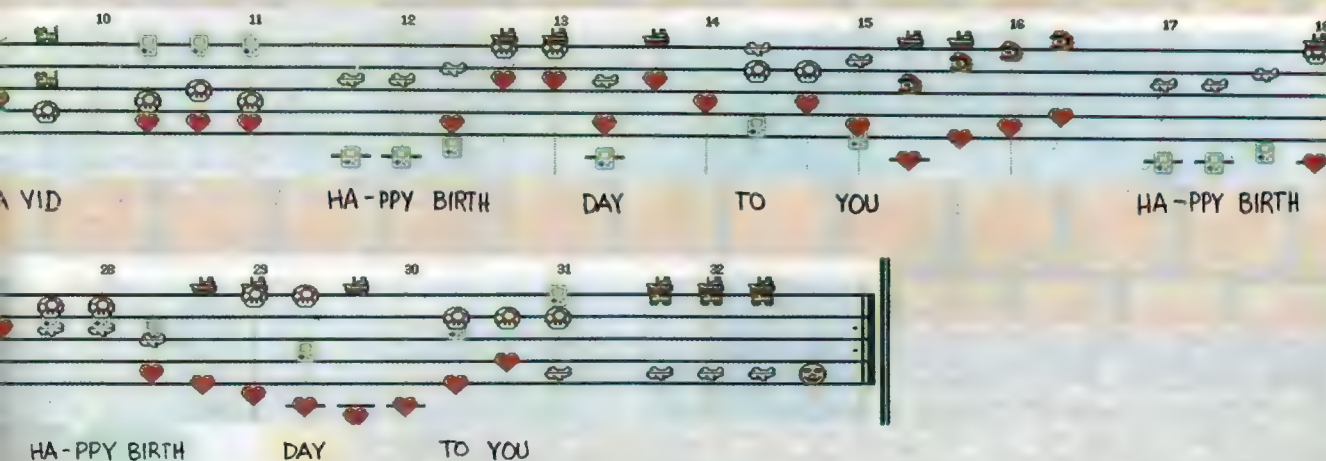 10 11 12 13 14 15 16 17 18
A VID HA-PPY BIRTH DAY TO YOU HA-PPY BIRTH
28 29 30 31 32
HA-PPY BIRTH DAY TO YOU